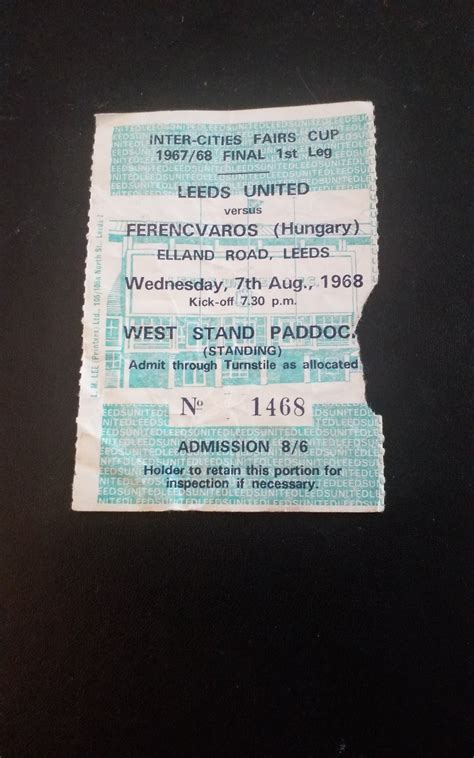 INTER-CITIES FAIRS CUP
1967/68 FINAL 1st Leg
LEEDS UNITED
versus
FERENCVAROS (Hungary)
ELLAND ROAD, LEEDS
Wednesday, 7th Aug., 1968
Kick-off 7.30 p.m.
WEST STAND PADDOC
(STANDING)
Admit through Turnstile as allocated
No 1468
ADMISSION 8/6
Holder to retain this portion for
inspection if necessary.